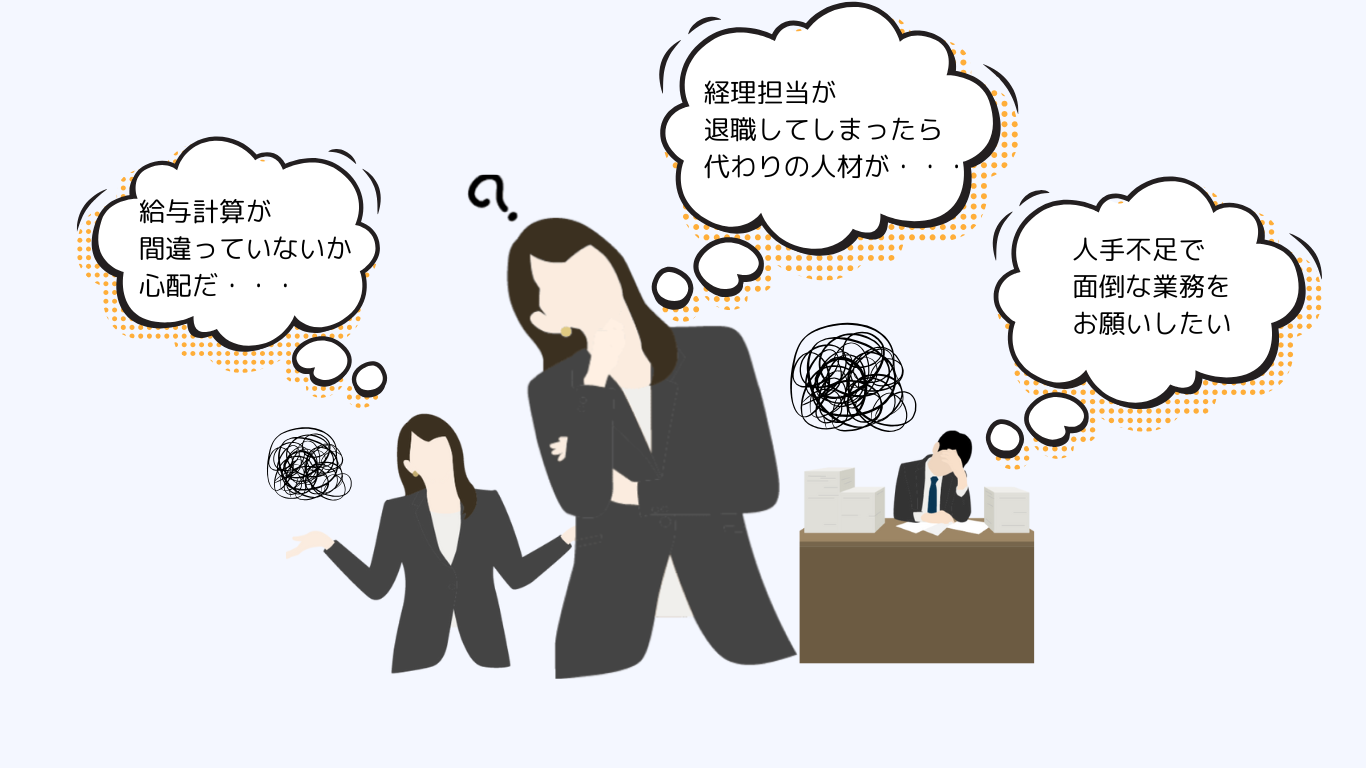 給与計算が
間違っていないか
心配だ・・・
経理担当が
退職してしまったら
代わりの人材が・・・
人手不足で
面倒な業務を
お願いしたい